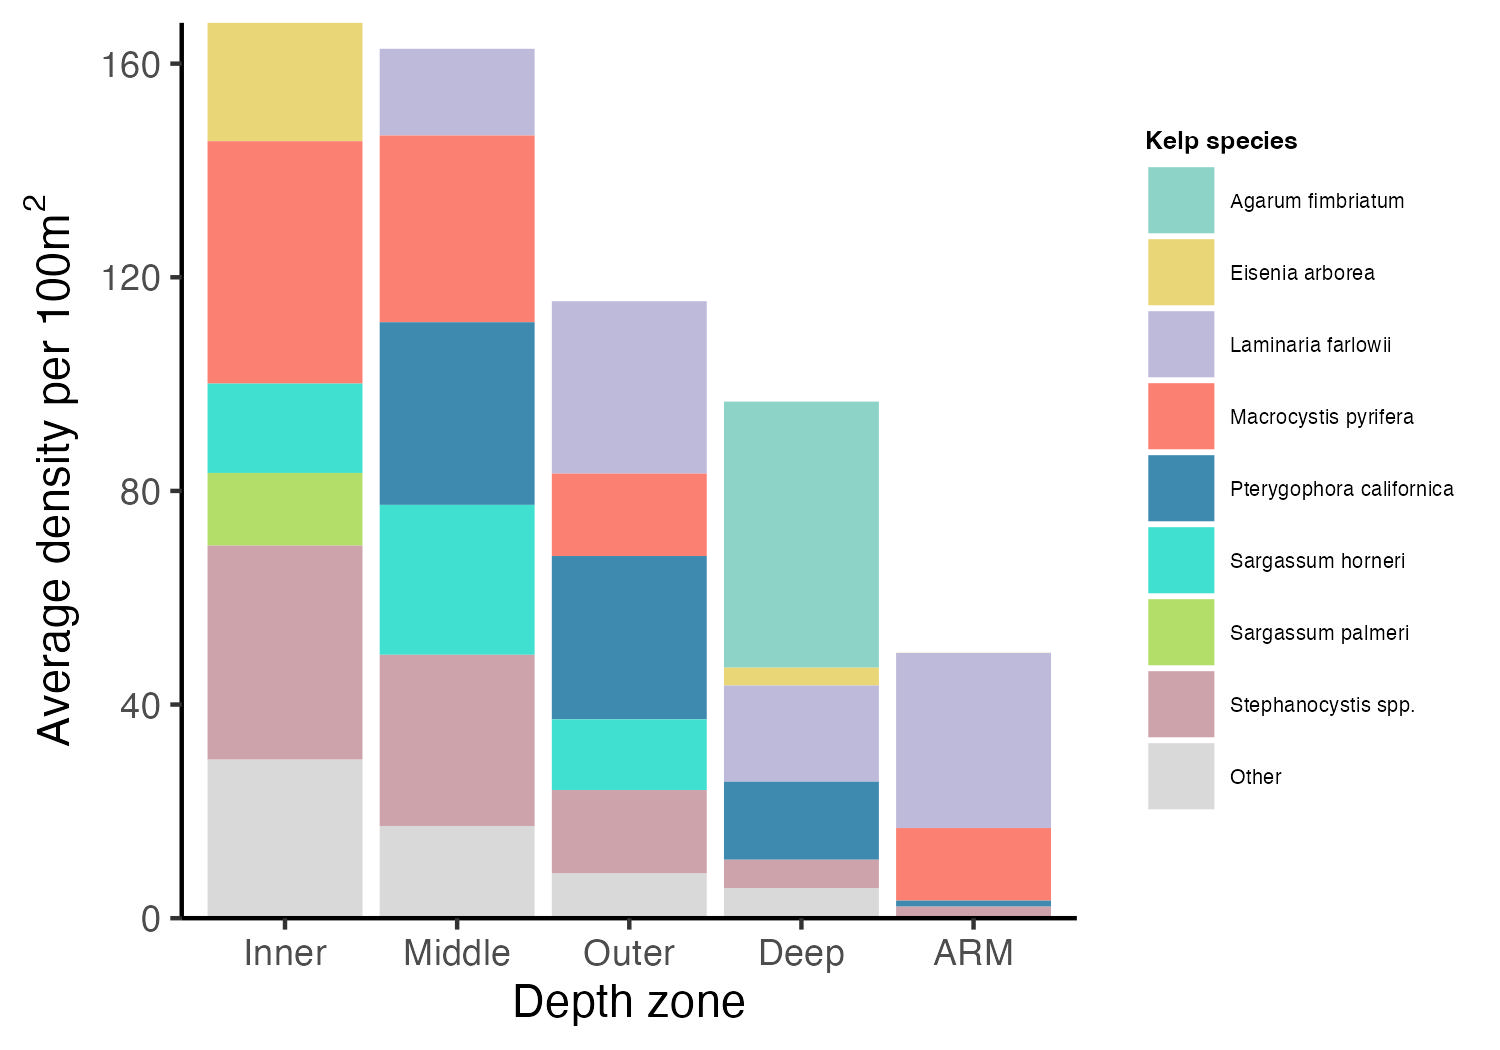 Average density per 100m²
160
120
80
40
0
Inner Middle Outer Deep ARM
Depth zone
Kelp species
Agarum fimbriatum
Eisenia arborea
Laminaria farlowii
Macrocystis pyrifera
Pterygophora californica
Sargassum horneri
Sargassum palmeri
Stephanocystis spp.
Other